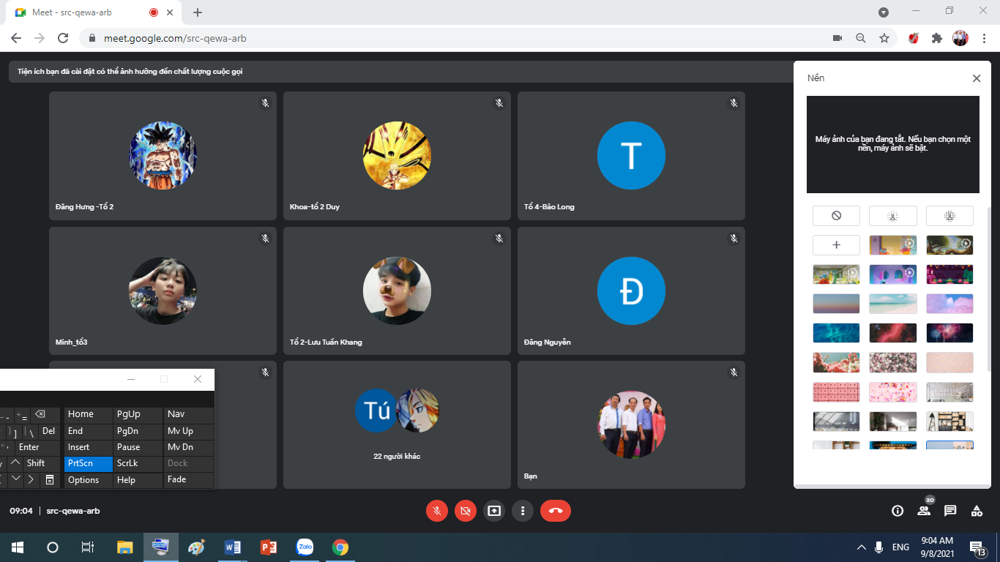 Meet - src-qewa-arb
meet.google.com/src-qewa-arb
Tiện ích bạn đã cài đặt có thể ảnh hưởng đến chất lượng cuộc gọi
Nền
Máy ảnh của bạn đang tắt. Nếu bạn chọn một
nền, máy ảnh sẽ bật.
Đăng Hưng -Tổ 2
Khoa-tổ 2 Duy
T
Tổ 4-Bảo Long
Minh_tổ3
Tổ 2-Lưu Tuấn Khang
Đ
Đăng Nguyễn
Tú
22 người khác
Bạn
Home PgUp Nav
Del End PgDn Mv Up
Enter Insert Pause Mv Dn
Shift PrtScn ScrLk Dock
Options Help Fade
09:04 | src-qewa-arb
30
Zalo
ENG
9:04 AM
9/8/2021
13